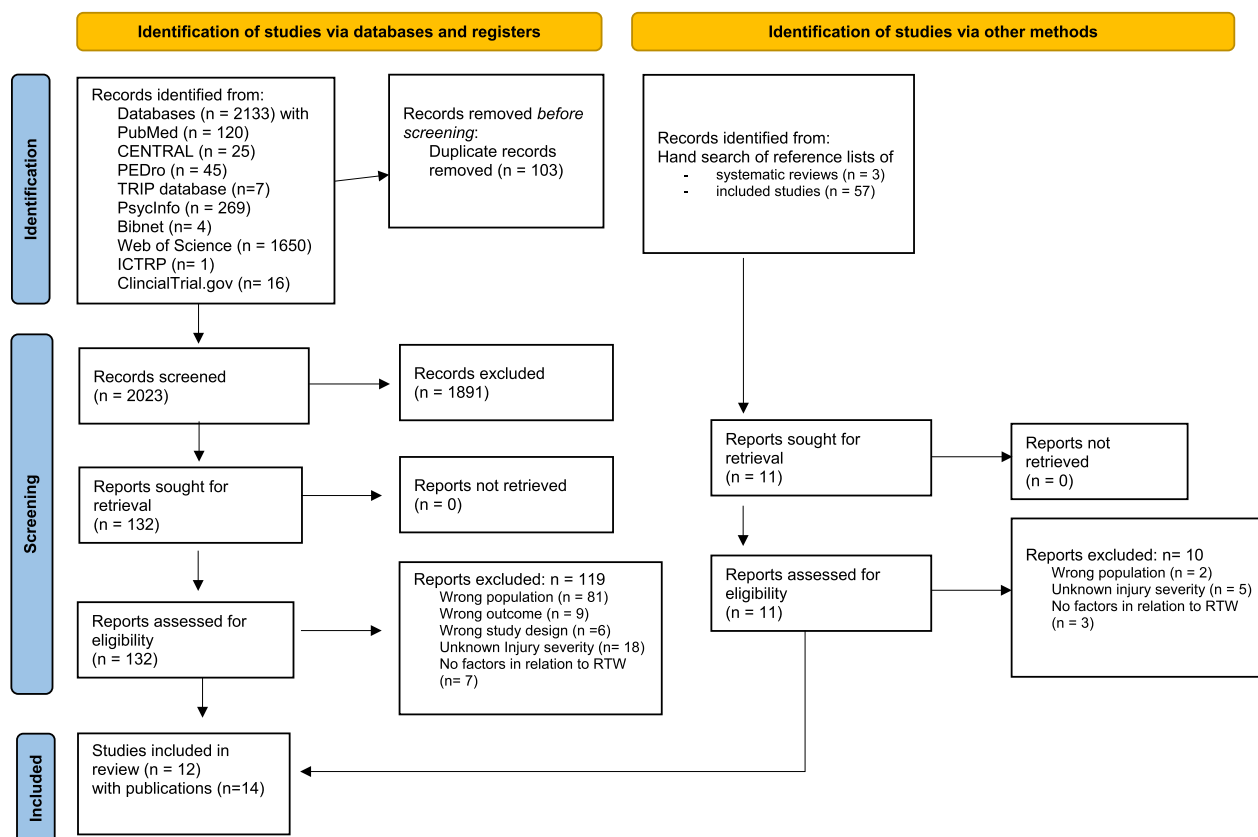 Identification of studies via databases and registers
Identification of studies via other methods
Identification
Records identified from:
Databases (n = 2133) with
PubMed (n = 120)
CENTRAL (n = 25)
PEDro (n = 45)
TRIP database (n=7)
PsycInfo (n = 269)
Bibnet (n= 4)
Web of Science (n = 1650)
ICTRP (n= 1)
ClincialTrial.gov (n= 16)
Records removed before
screening:
Duplicate records
removed (n = 103)
Records identified from:
Hand search of reference lists of
- systematic reviews (n = 3)
- included studies (n = 57)
Screening
Records screened
(n = 2023)
Records excluded
(n = 1891)
Reports sought for
retrieval
(n = 132)
Reports not retrieved
(n = 0)
Reports assessed for
eligibility
(n = 132)
Reports excluded: n = 119
Wrong population (n = 81)
Wrong outcome (n = 9)
Wrong study design (n =6)
Unknown Injury severity (n= 18)
No factors in relation to RTW
(n= 7)
Reports sought for
retrieval
(n = 11)
Reports not
retrieved
(n = 0)
Reports assessed for
eligibility
(n = 11)
Reports excluded: n= 10
Wrong population (n = 2)
Unknown injury severity (n = 5)
No factors in relation to RTW
(n = 3)
Included
Studies included in
review (n = 12)
with publications (n=14)